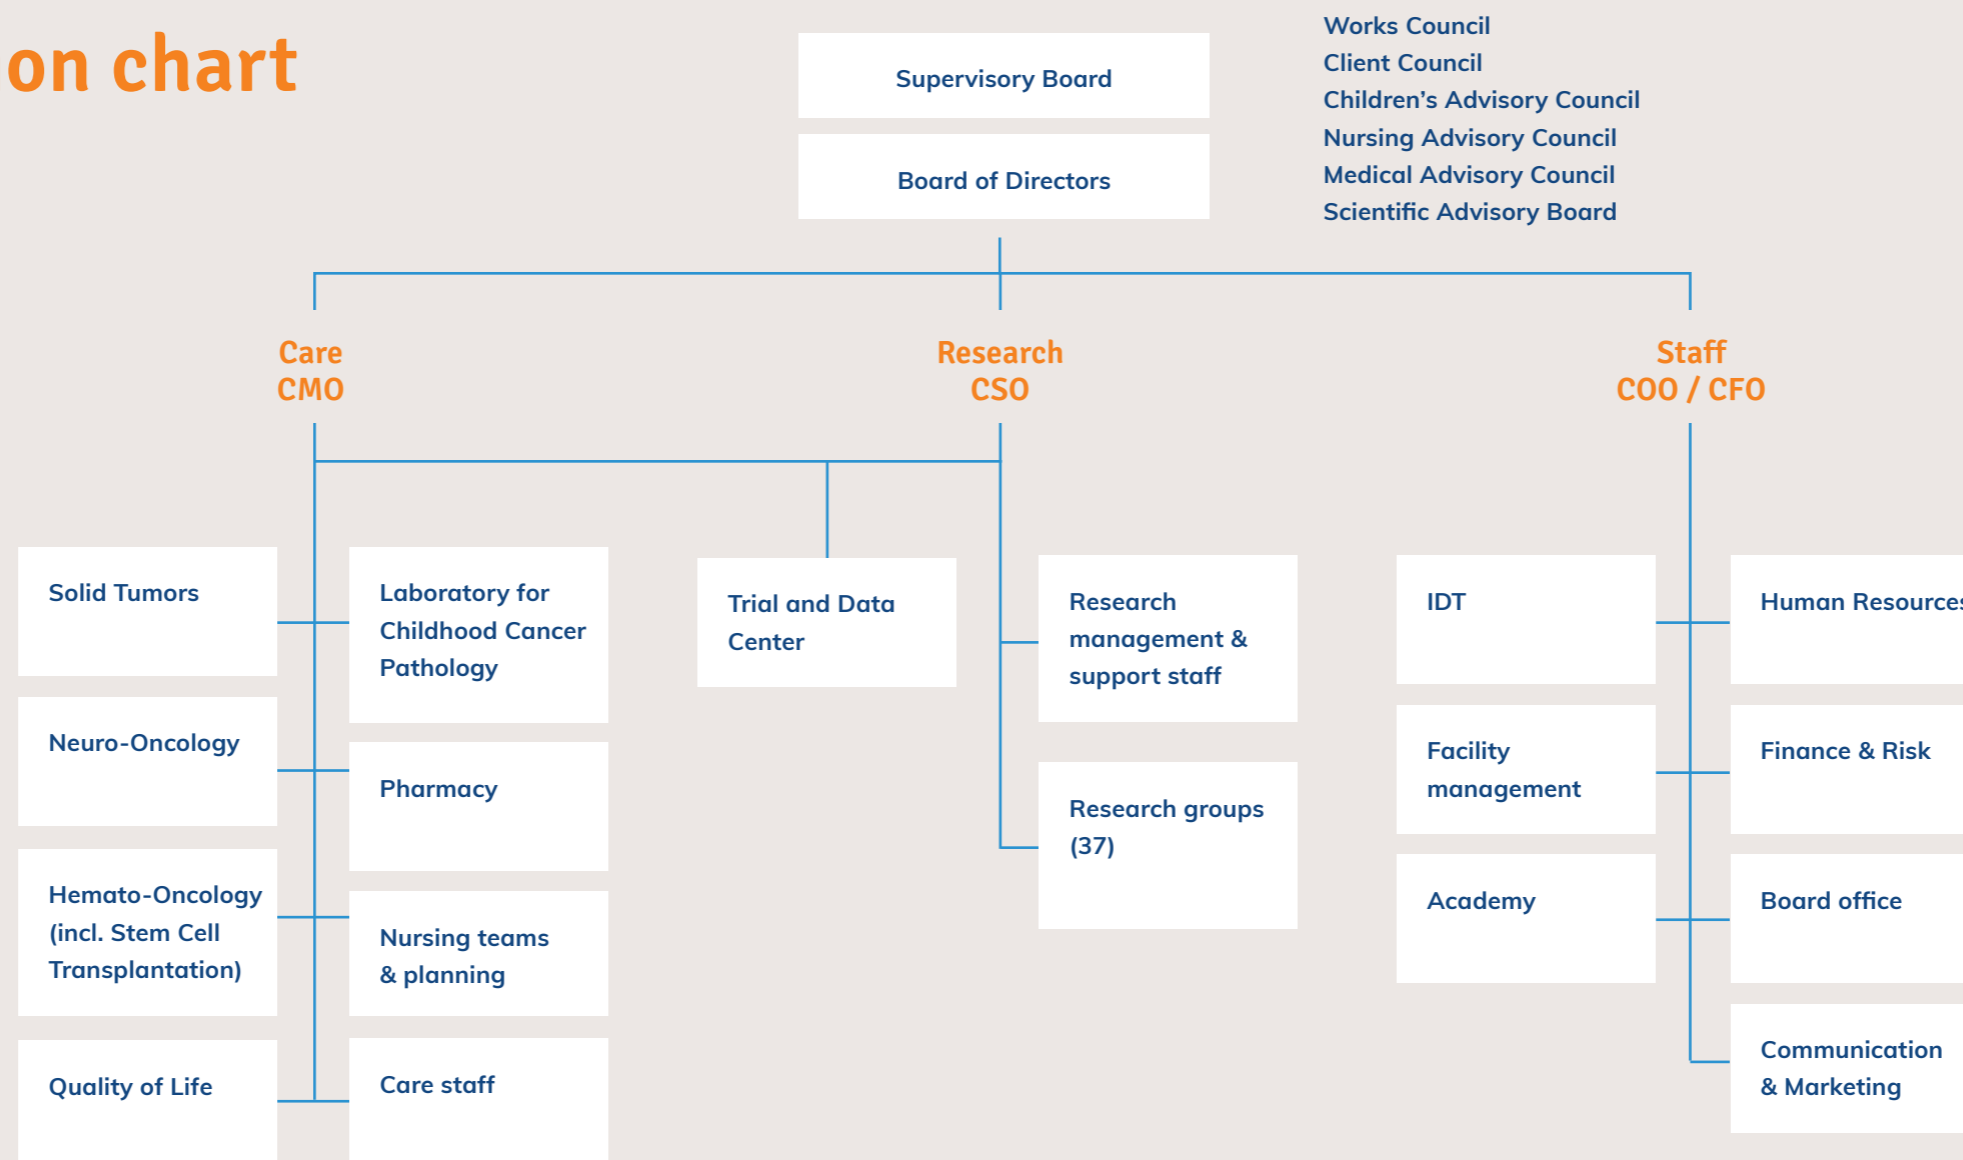 on chart
Supervisory Board
Board of Directors
Works Council
Client Council
Children’s Advisory Council
Nursing Advisory Council
Medical Advisory Council
Scientific Advisory Board
Care
CMO
Research
CSO
Staff
COO / CFO
Solid Tumors
Neuro-Oncology
Hemato-Oncology
(incl. Stem Cell
Transplantation)
Quality of Life
Laboratory for
Childhood Cancer
Pathology
Pharmacy
Nursing teams
& planning
Care staff
Trial and Data
Center
Research
management &
support staff
Research groups
(37)
IDT
Facility
management
Academy
Human Resources
Finance & Risk
Board office
Communication
& Marketing